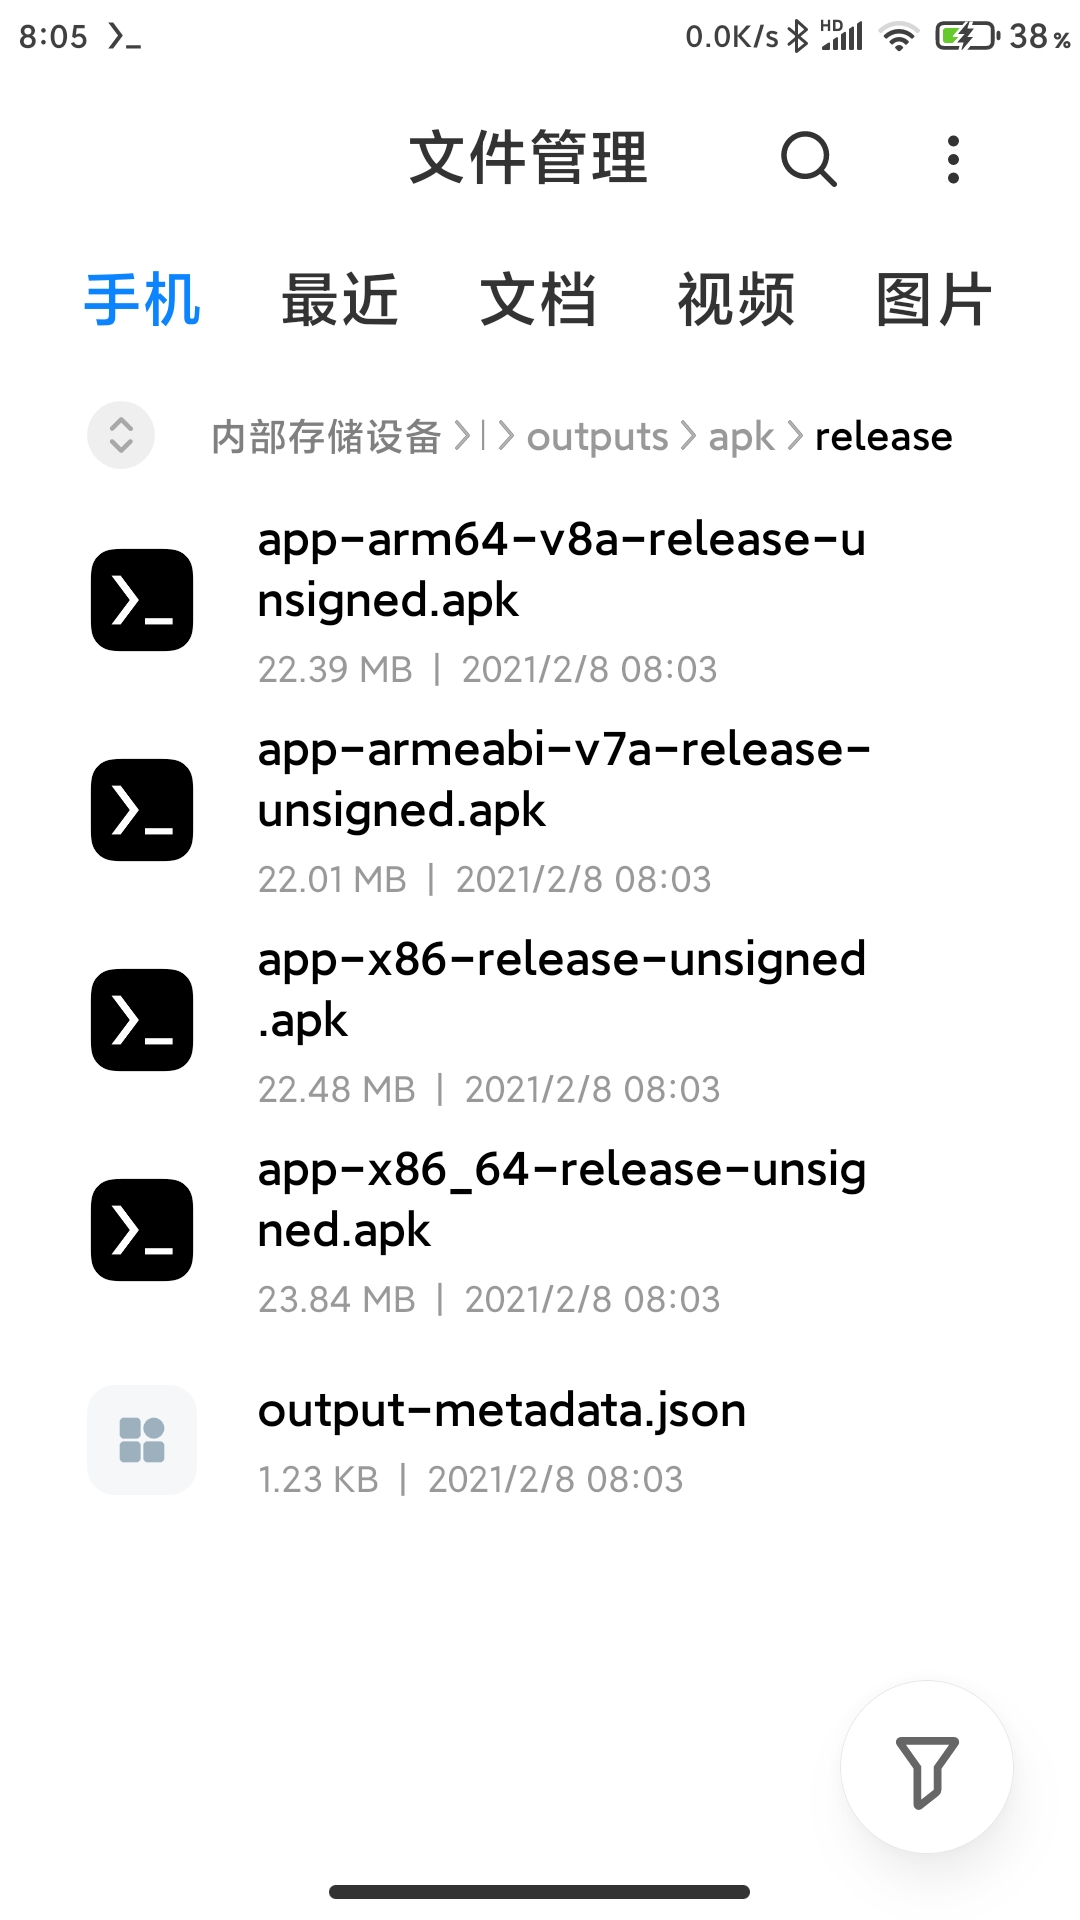 8:05 0.0K/s HD 38%
文件管理
手机 最近 文档 视频 图片
内部存储设备 > | > outputs > apk > release
app-arm64-v8a-release-u
nsigned.apk
22.39 MB | 2021/2/8 08:03
app-armeabi-v7a-release-
unsigned.apk
22.01 MB | 2021/2/8 08:03
app-x86-release-unsigned
.apk
22.48 MB | 2021/2/8 08:03
app-x86_64-release-unsig
ned.apk
23.84 MB | 2021/2/8 08:03
output-metadata.json
1.23 KB | 2021/2/8 08:03